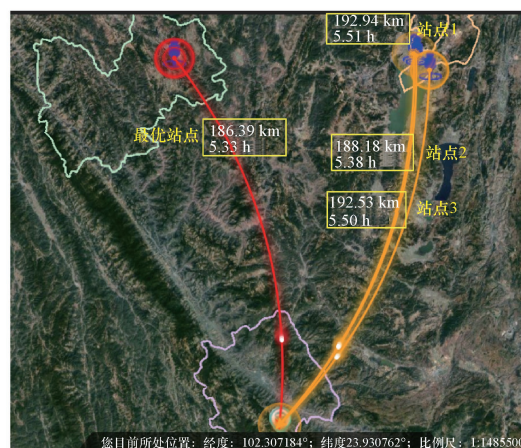 192.94 km
5.51 h
站点1
最优站点
186.39 km
5.33 h
188.18 km
5.38 h
站点2
192.53 km
5.50 h
站点3
您目前所处位置：经度：102.307184°；纬度23.930762°；比例尺：1:1485500